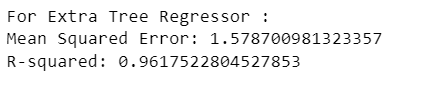 For Extra Tree Regressor :
Mean Squared Error: 1.578700981323357
R-squared: 0.9617522804527853